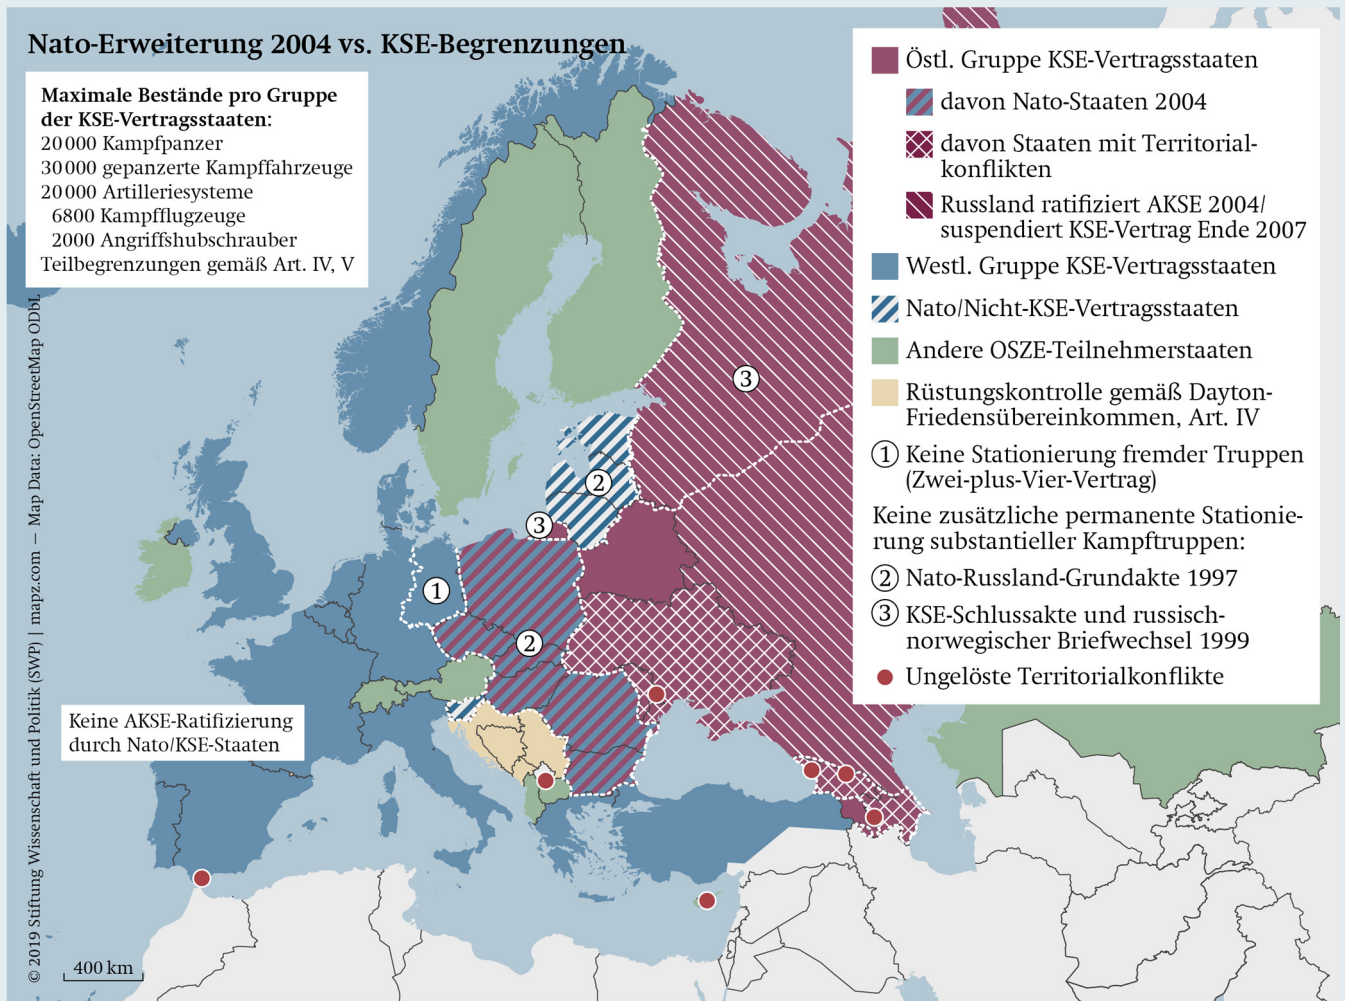 Nato-Erweiterung 2004 vs. KSE-Begrenzungen
Maximale Bestände pro Gruppe
der KSE-Vertragsstaaten:
20000 Kampfpanzer
30000 gepanzerte Kampffahrzeuge
20000 Artilleriesysteme
6800 Kampfflugzeuge
2000 Angriffshubschrauber
Teilbegrenzungen gemäß Art. IV, V
Östl. Gruppe KSE-Vertragsstaaten
davon Nato-Staaten 2004
davon Staaten mit Territorial-
konflikten
Russland ratifiziert AKSE 2004/
suspendiert KSE-Vertrag Ende 2007
Westl. Gruppe KSE-Vertragsstaaten
Nato/Nicht-KSE-Vertragsstaaten
Andere OSZE-Teilnehmerstaaten
Rüstungskontrolle gemäß Dayton-
Friedensübereinkommen, Art. IV
1 Keine Stationierung fremder Truppen
(Zwei-plus-Vier-Vertrag)
Keine zusätzliche permanente Stationie-
rung substantieller Kampftruppen:
2 Nato-Russland-Grundakte 1997
3 KSE-Schlussakte und russisch-
norwegischer Briefwechsel 1999
Ungelöste Territorialkonflikte
3
2
3
1
2
Keine AKSE-Ratifizierung
durch Nato/KSE-Staaten
400 km
© 2019 Stiftung Wissenschaft und Politik (SWP) | mapz.com – Map Data: OpenStreetMap ODbL